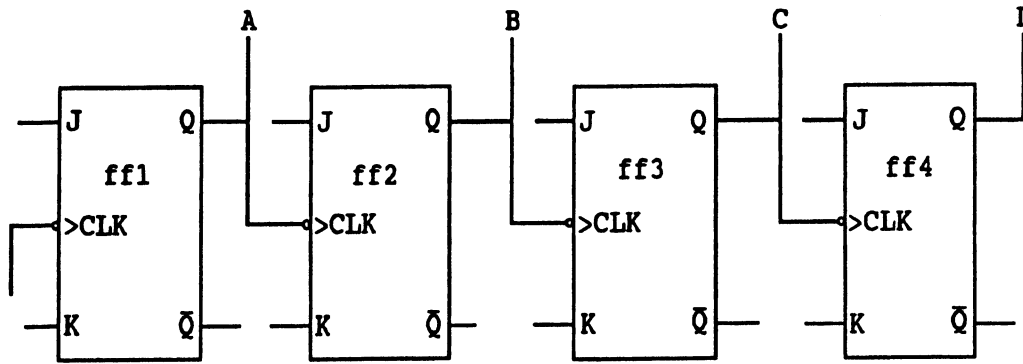 A B C
J Q J Q J Q J Q
ff1 ff2 ff3 ff4
>CLK >CLK >CLK >CLK
K Q̅ K Q̅ K Q̅ K Q̅